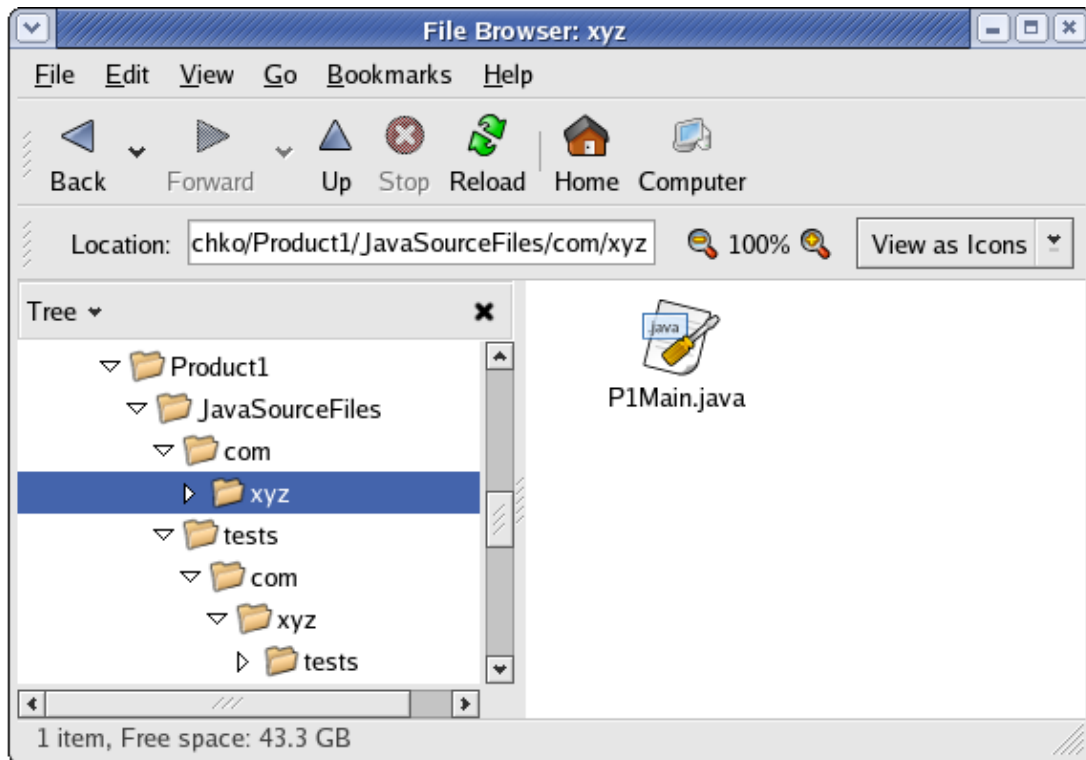 File Browser: xyz
File Edit View Go Bookmarks Help
Back Forward Up Stop Reload Home Computer
Location: chko/Product1/JavaSourceFiles/com/xyz 100% View as Icons
Tree
Product1
JavaSourceFiles
com
xyz
tests
com
xyz
tests
.java
P1Main.java
1 item, Free space: 43.3 GB